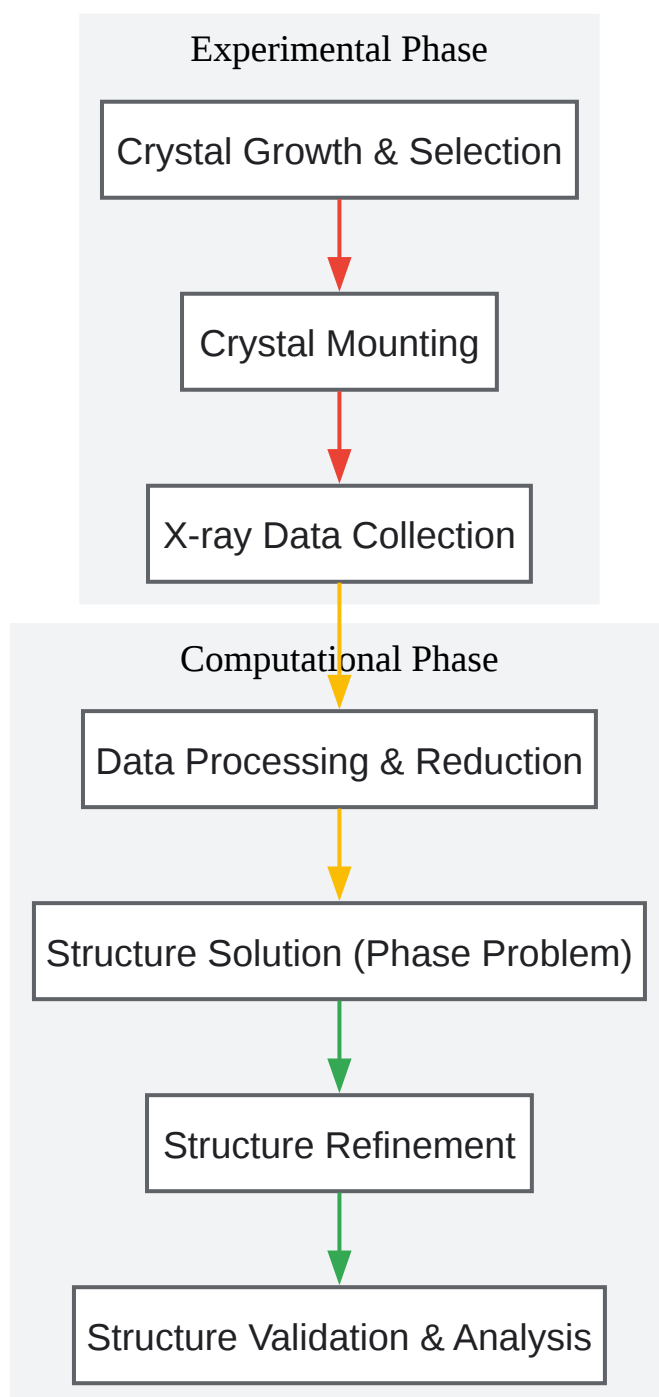 Experimental Phase
Crystal Growth & Selection
Crystal Mounting
X-ray Data Collection
Computational Phase
Data Processing & Reduction
Structure Solution (Phase Problem)
Structure Refinement
Structure Validation & Analysis